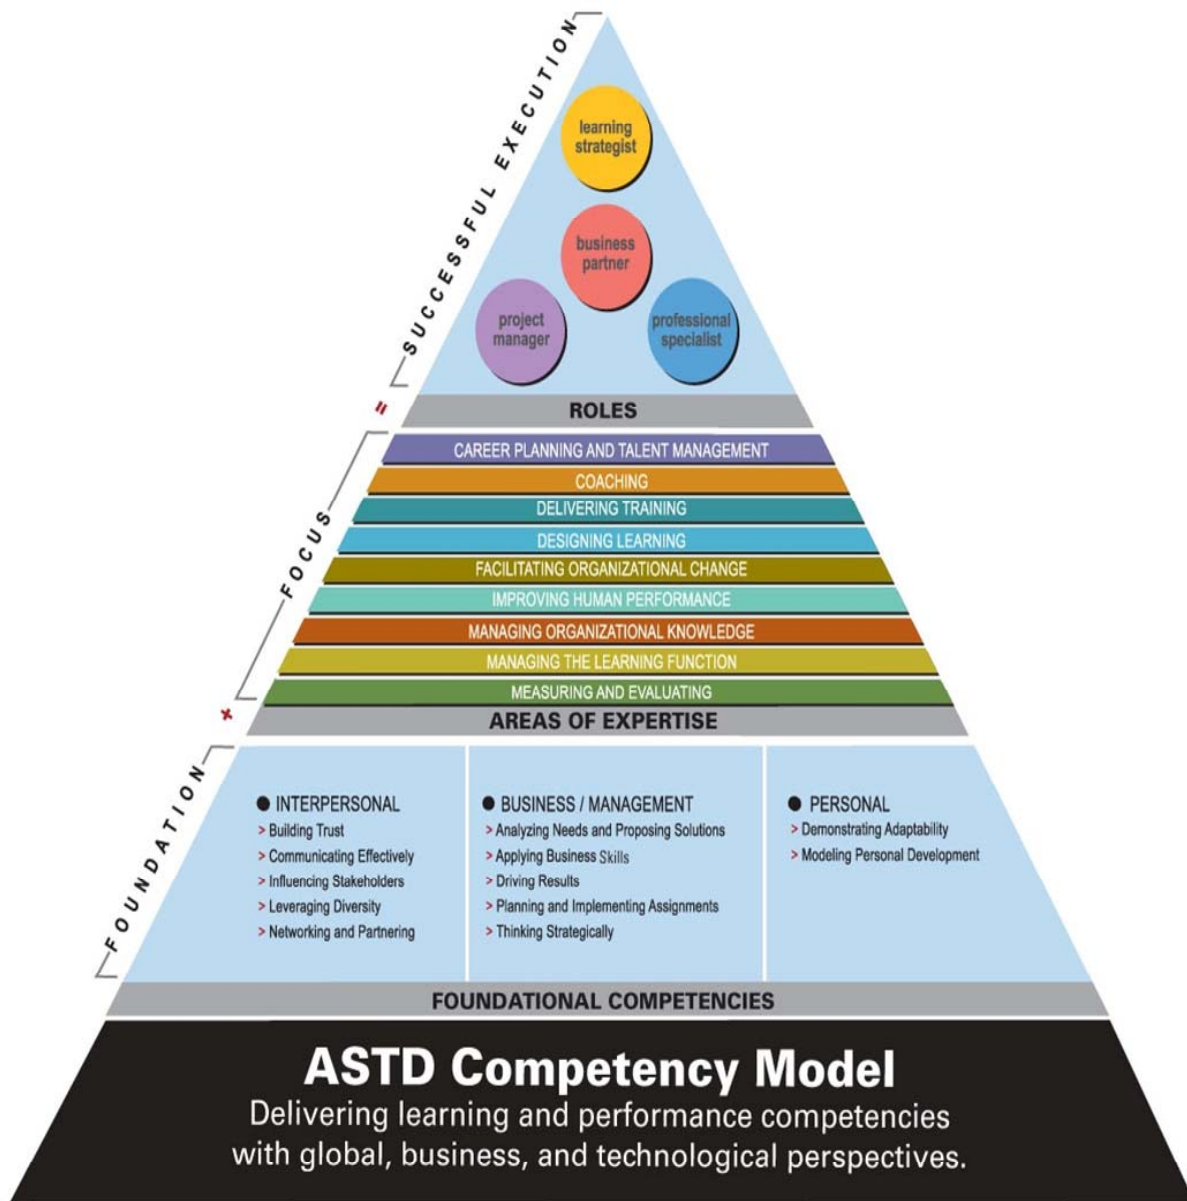 SUCCESSFUL EXECUTION
learning
strategist
business
partner
project
manager
professional
specialist
=
ROLES
FOCUS
CAREER PLANNING AND TALENT MANAGEMENT
COACHING
DELIVERING TRAINING
DESIGNING LEARNING
FACILITATING ORGANIZATIONAL CHANGE
IMPROVING HUMAN PERFORMANCE
MANAGING ORGANIZATIONAL KNOWLEDGE
MANAGING THE LEARNING FUNCTION
MEASURING AND EVALUATING
+
AREAS OF EXPERTISE
FOUNDATION
● INTERPERSONAL
> Building Trust
> Communicating Effectively
> Influencing Stakeholders
> Leveraging Diversity
> Networking and Partnering
● BUSINESS / MANAGEMENT
> Analyzing Needs and Proposing Solutions
> Applying Business Skills
> Driving Results
> Planning and Implementing Assignments
> Thinking Strategically
● PERSONAL
> Demonstrating Adaptability
> Modeling Personal Development
FOUNDATIONAL COMPETENCIES
ASTD Competency Model
Delivering learning and performance competencies
with global, business, and technological perspectives.